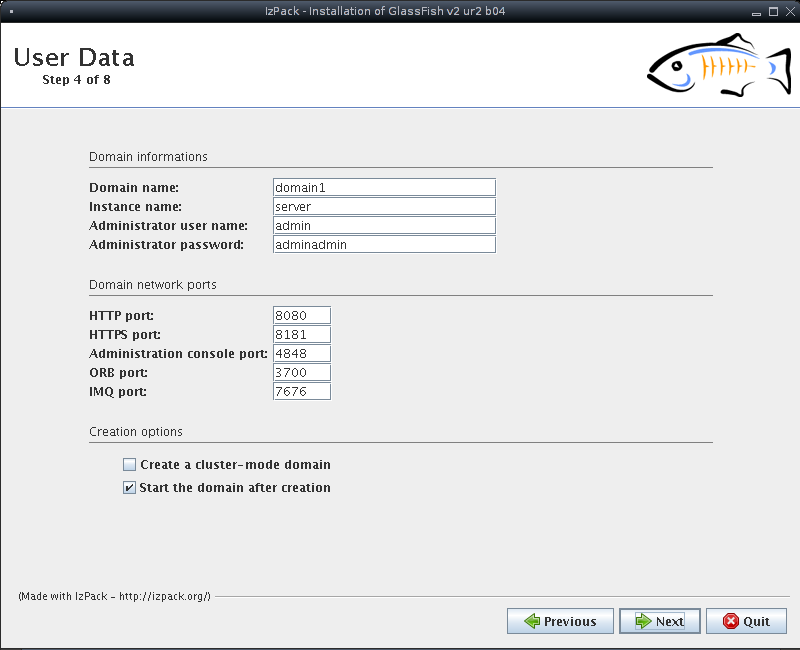 IzPack - Installation of GlassFish v2 ur2 b04
User Data
Step 4 of 8
Domain informations
Domain name: domain1
Instance name: server
Administrator user name: admin
Administrator password: adminadmin
Domain network ports
HTTP port: 8080
HTTPS port: 8181
Administration console port: 4848
ORB port: 3700
IMQ port: 7676
Creation options
Create a cluster-mode domain
Start the domain after creation
(Made with IzPack - http://izpack.org/)
Previous Next Quit